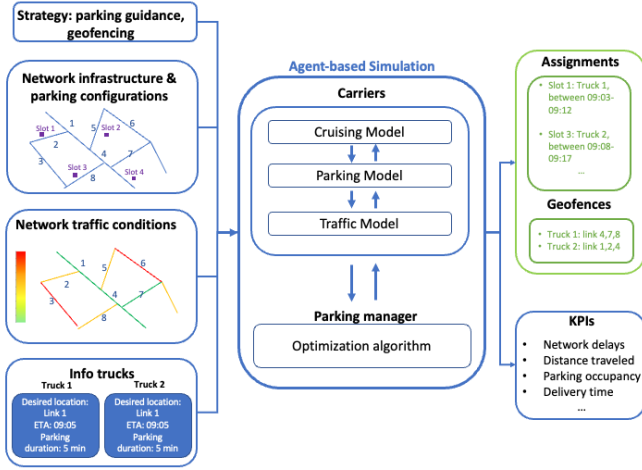 Strategy: parking guidance,
geofencing
Network infrastructure &
parking configurations
Slot 1
1
5
Slot 2
6
2
3
Slot 3
4
7
8
Slot 4
Network traffic conditions
1
5
6
2
3
4
7
8
Info trucks
Truck 1
Desired location:
Link 1
ETA: 09:05
Parking
duration: 5 min
Truck 2
Desired location:
Link 1
ETA: 09:05
Parking
duration: 5 min
Agent-based Simulation
Carriers
Cruising Model
Parking Model
Traffic Model
Parking manager
Optimization algorithm
Assignments
• Slot 1: Truck 1,
between 09:03-
09:12
• Slot 3: Truck 2,
between 09:08-
09:17
...
Geofences
• Truck 1: link 4,7,8
• Truck 2: link 1,2,4
KPIs
• Network delays
• Distance traveled
• Parking occupancy
• Delivery time
...